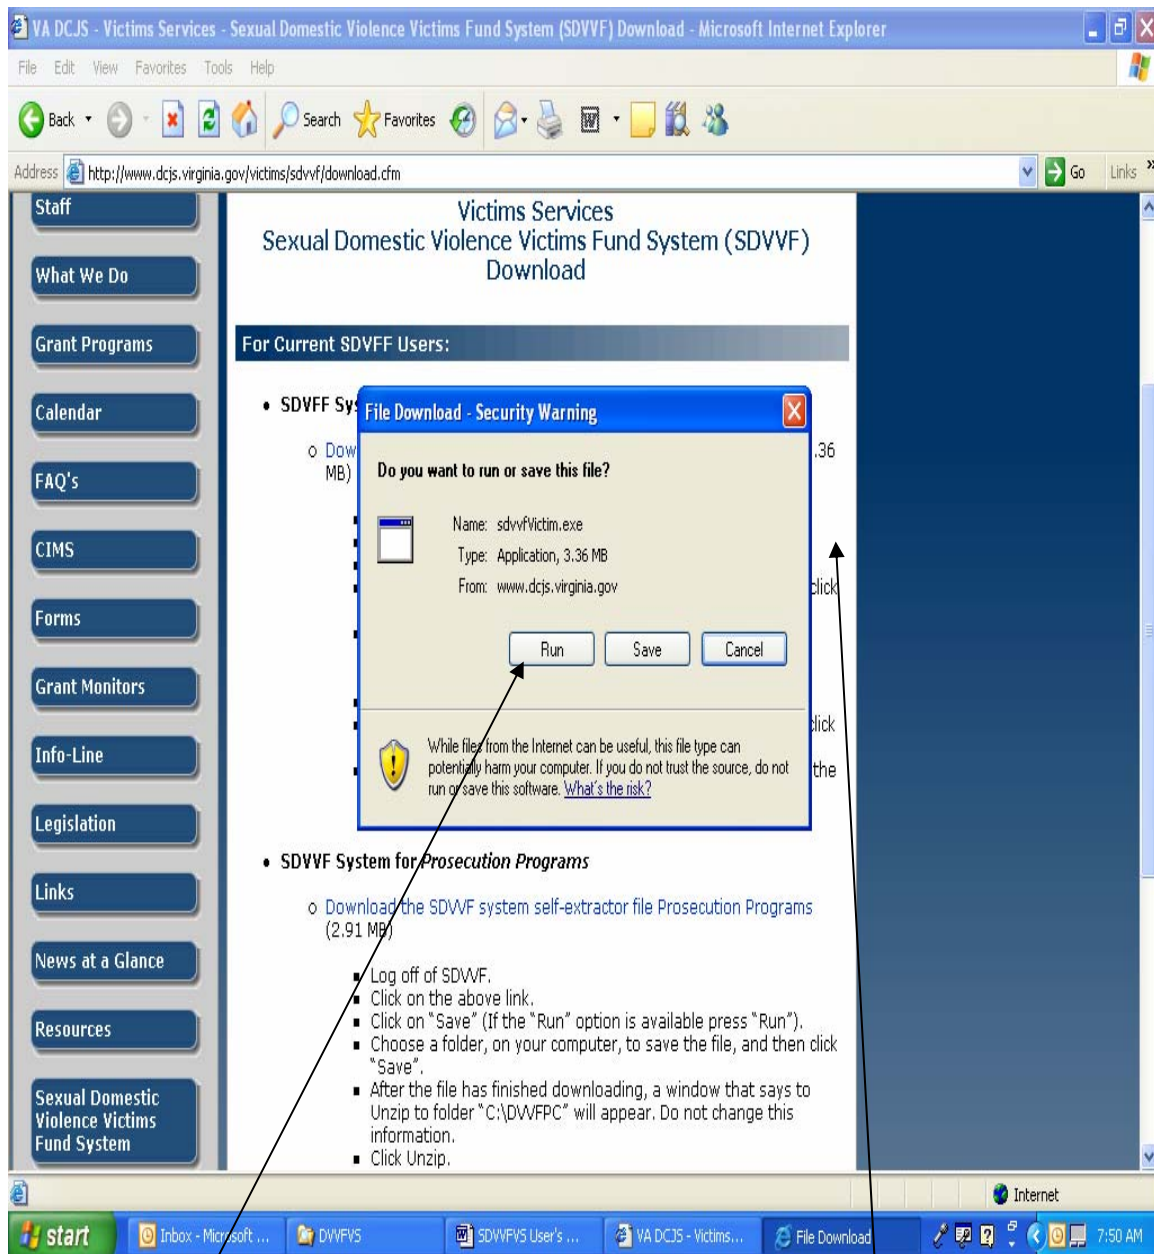 VA DCJS - Victims Services - Sexual Domestic Violence Victims Fund System (SDVVF) Download - Microsoft Internet Explorer
File Edit View Favorites Tools Help
Back Search Favorites
Address http://www.dcjs.virginia.gov/victims/sdvvf/download.cfm Go Links »
Staff
What We Do
Grant Programs
Calendar
FAQ's
CIMS
Forms
Grant Monitors
Info-Line
Legislation
Links
News at a Glance
Resources
Sexual Domestic
Violence Victims
Fund System
Victims Services
Sexual Domestic Violence Victims Fund System (SDVVF)
Download
For Current SDVFF Users:
• SDVFF Sys
o Dow .36
MB)
click
click
the
File Download - Security Warning
Do you want to run or save this file?
Name: sdvvfVictim.exe
Type: Application, 3.36 MB
From: www.dcjs.virginia.gov
Run Save Cancel
While files from the Internet can be useful, this file type can
potentially harm your computer. If you do not trust the source, do not
run or save this software. What's the risk?
• SDVVF System for Prosecution Programs
o Download the SDVVF system self-extractor file Prosecution Programs
(2.91 MB)
▪ Log off of SDVVF.
▪ Click on the above link.
▪ Click on "Save" (If the "Run" option is available press "Run").
▪ Choose a folder, on your computer, to save the file, and then click
"Save".
▪ After the file has finished downloading, a window that says to
Unzip to folder "C:\DVVFPC" will appear. Do not change this
information.
▪ Click Unzip.
Internet
start Inbox - Microsoft ... DVVFVS SDVVFVS User's ... VA DCJS - Victims... File Download 7:50 AM